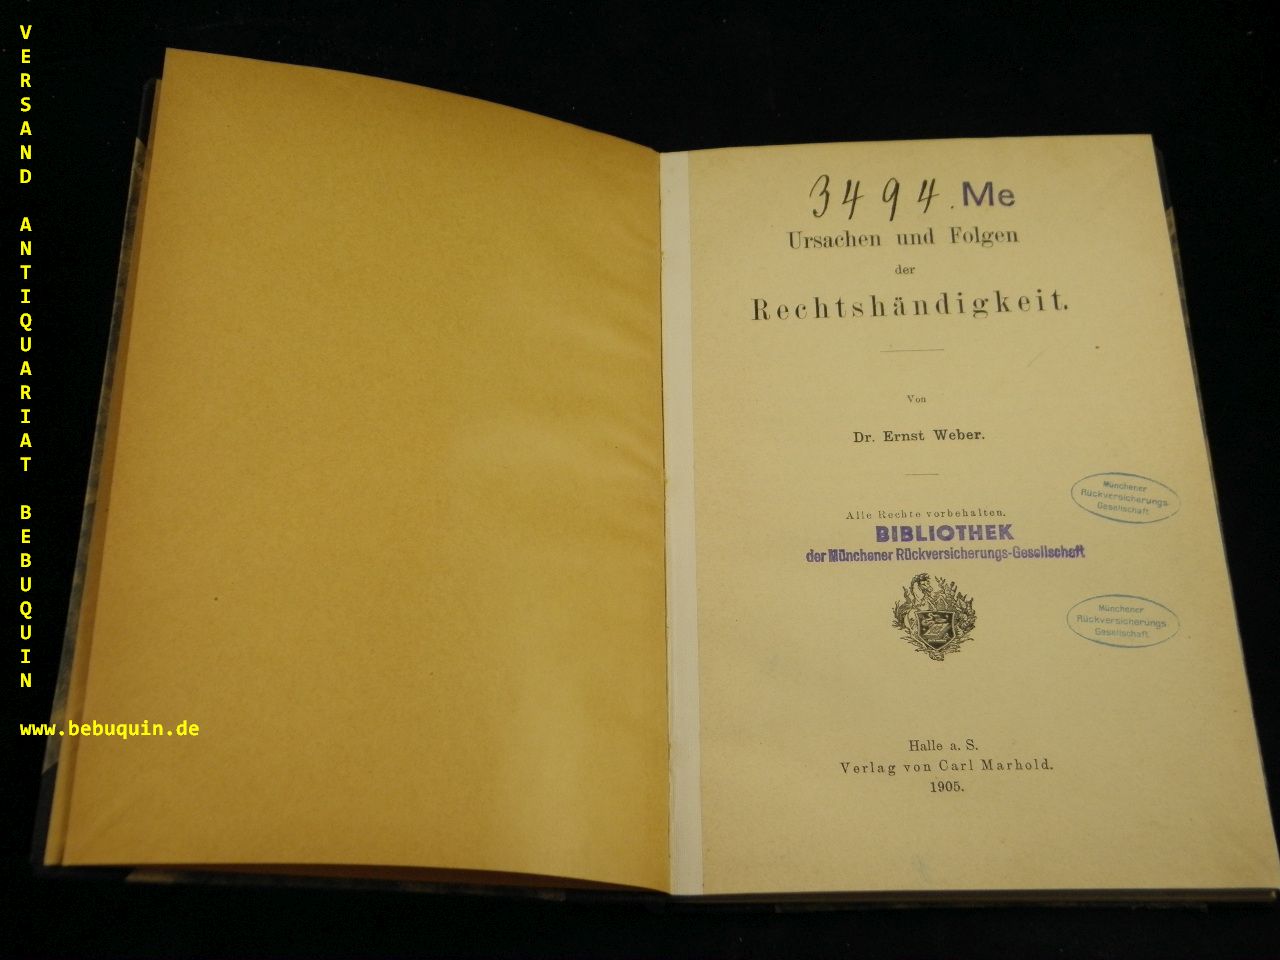 VERSAND ANTIQUARIAT BEBUQUIN
www.bebuquin.de
3494. Me
Ursachen und Folgen
der
Rechtshändigkeit.
Von
Dr. Ernst Weber.
Alle Rechte vorbehalten.
BIBLIOTHEK
der Münchener Rückversicherungs-Gesellschaft
Münchener
Rückversicherungs-
Gesellschaft.
Münchener
Rückversicherungs-
Gesellschaft.
Halle a. S.
Verlag von Carl Marhold.
1905.